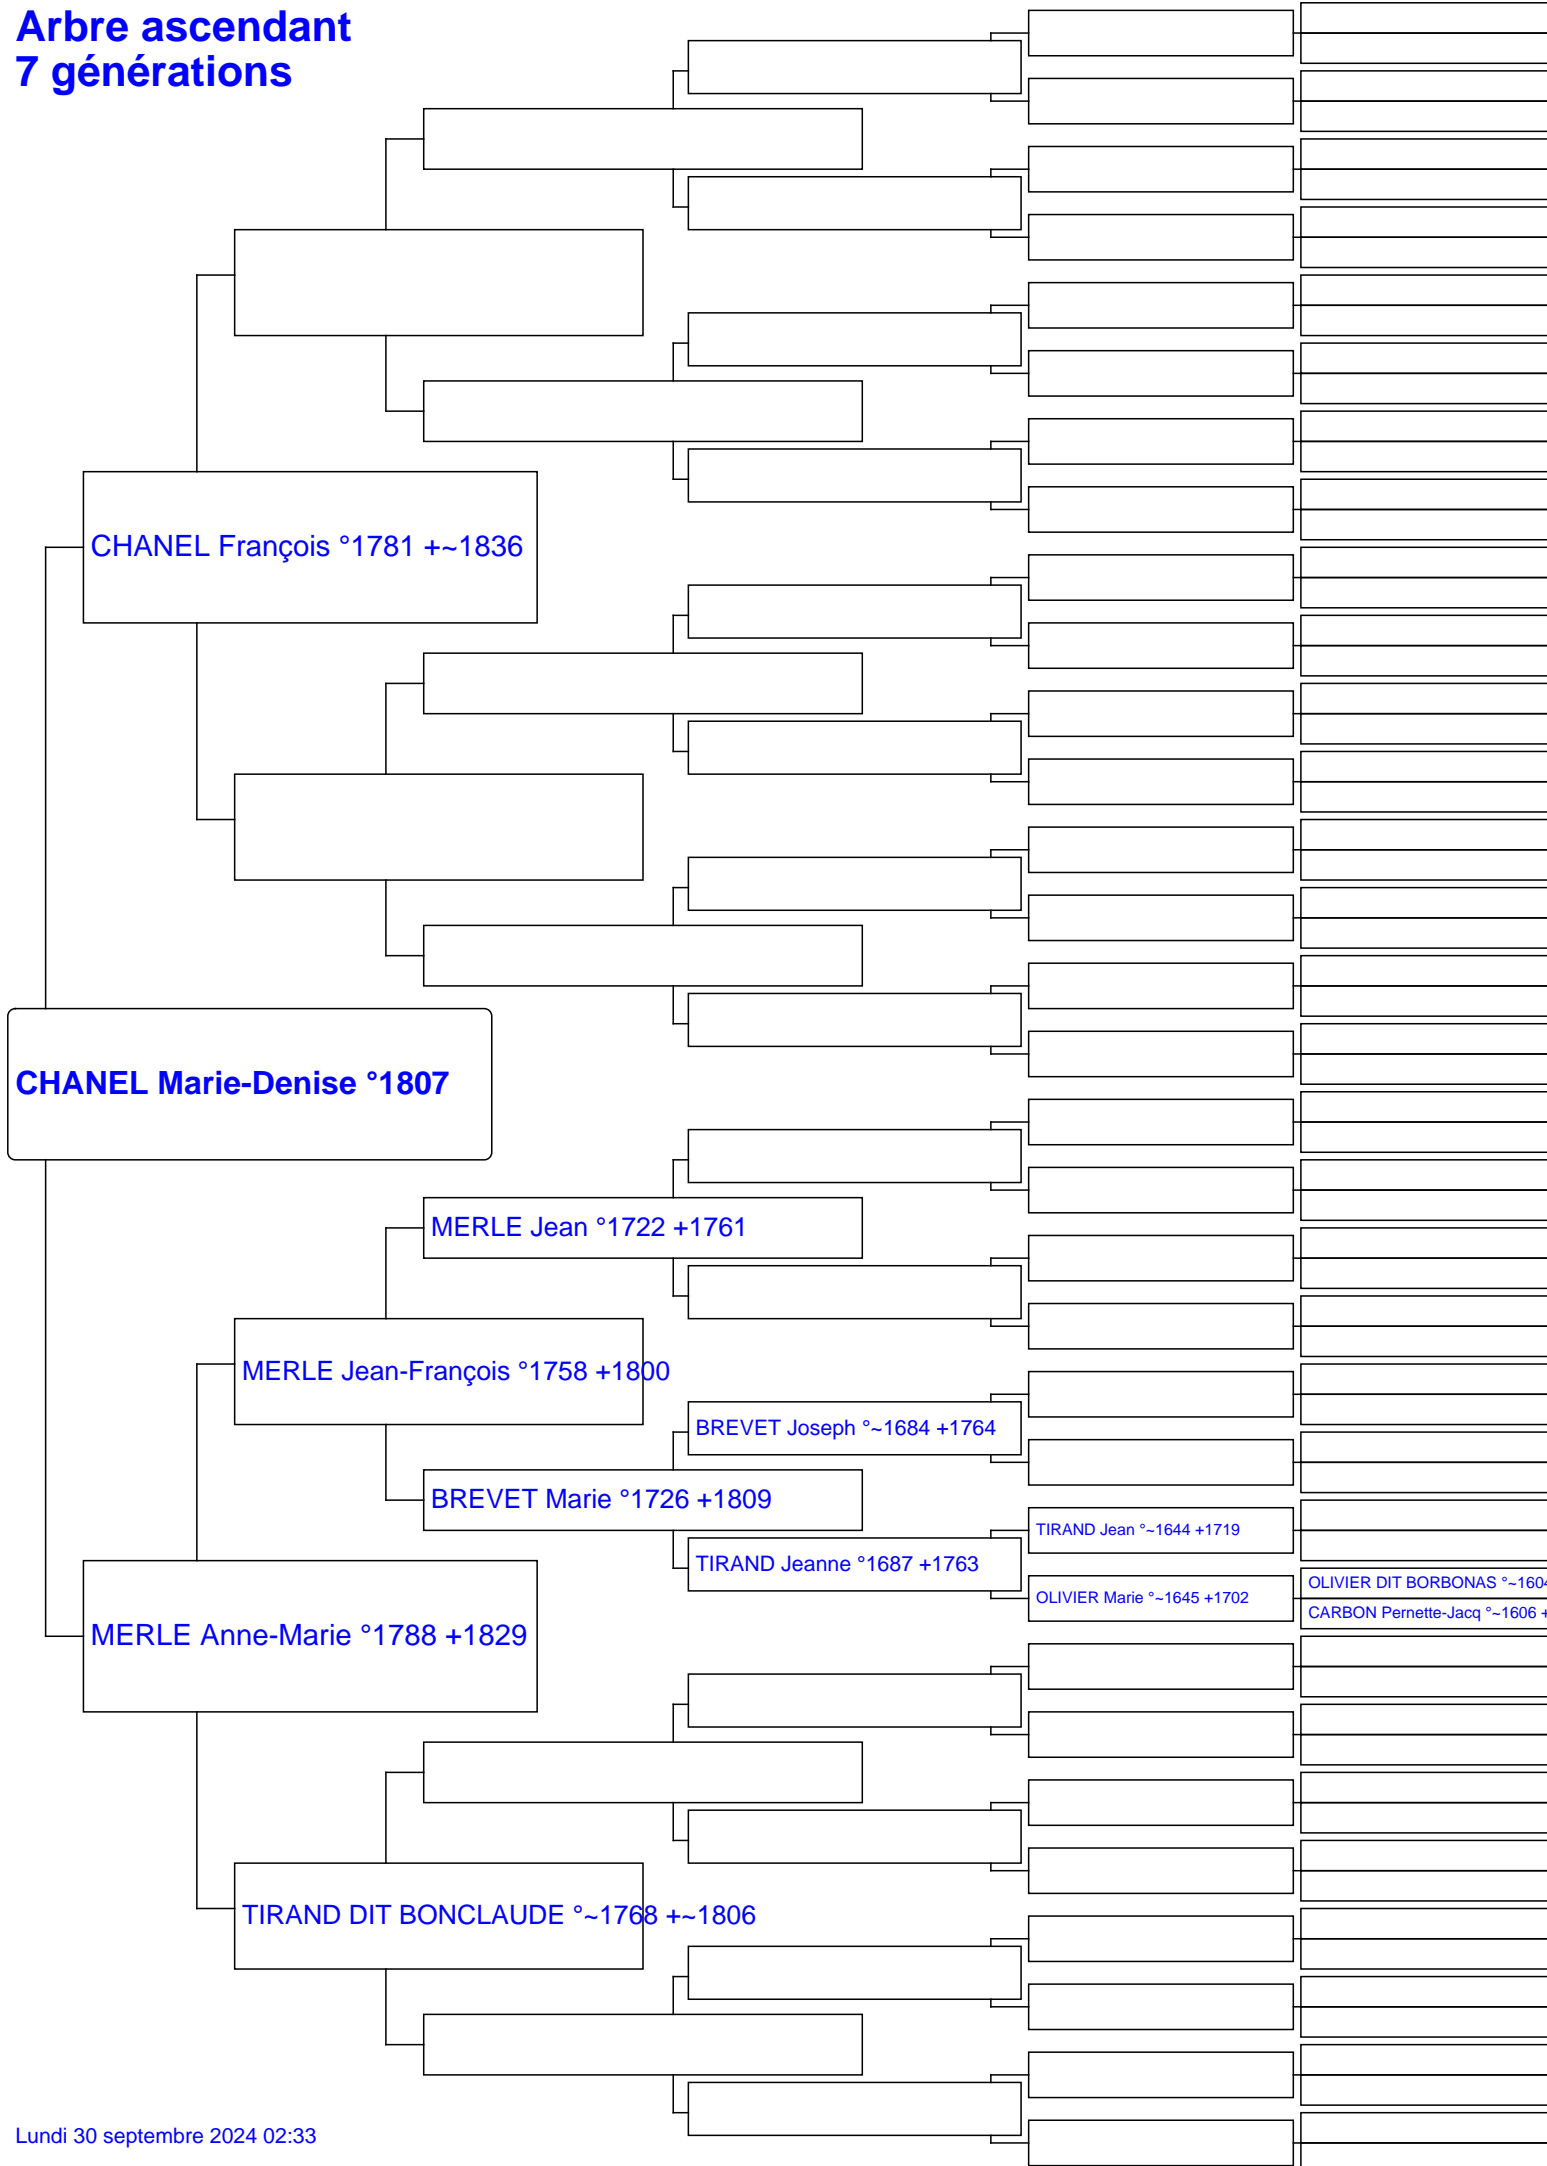 Arbre ascendant
7 générations
CHANEL François °1781 +~1836
CHANEL Marie-Denise °1807
MERLE Jean °1722 +1761
MERLE Jean-François °1758 +1800
BREVET Joseph °~1684 +1764
BREVET Marie °1726 +1809
TIRAND Jean °~1644 +1719
TIRAND Jeanne °1687 +1763
OLIVIER DIT BORBONAS °~1604
OLIVIER Marie °~1645 +1702
CARBON Pernette-Jacq °~1606 +
MERLE Anne-Marie °1788 +1829
TIRAND DIT BONCLAUDE °~1768 +~1806
Lundi 30 septembre 2024 02:33